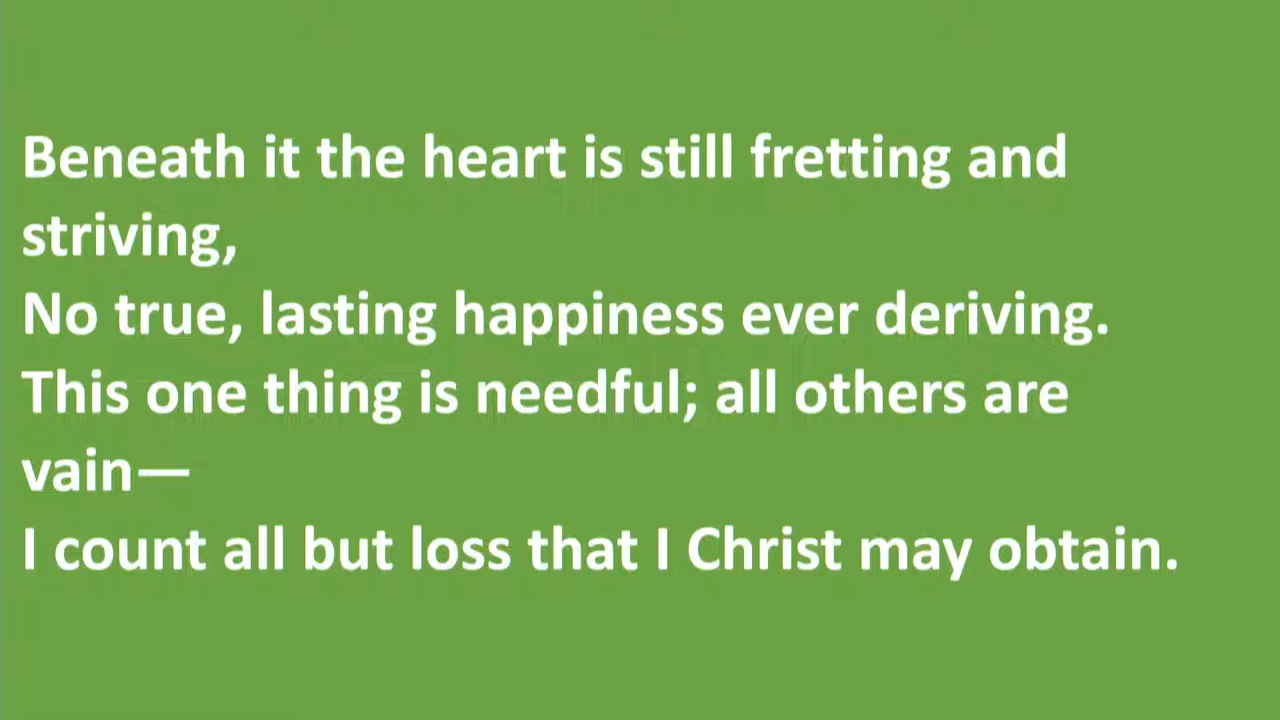 Beneath it the heart is still fretting and
striving,
No true, lasting happiness ever deriving.
This one thing is needful; all others are
vain—
I count all but loss that I Christ may obtain.